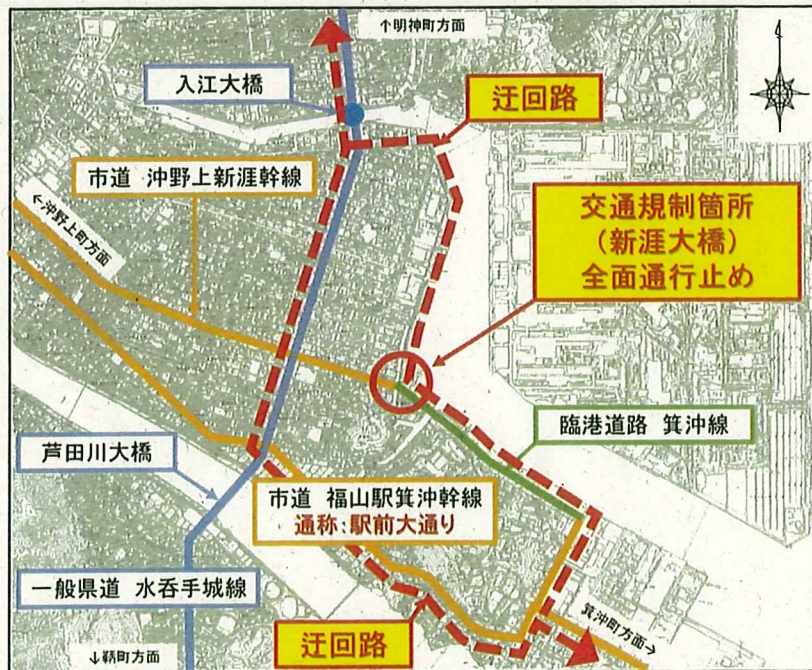 ↑明神町方面
入江大橋
迂回路
市道 沖野上新涯幹線
←沖野上町方面
交通規制箇所
(新涯大橋)
全面通行止め
臨港道路 箕沖線
芦田川大橋
市道 福山駅箕沖幹線
通称:駅前大通り
一般県道 水呑手城線
迂回路
箕沖町方面→
↓鞆町方面